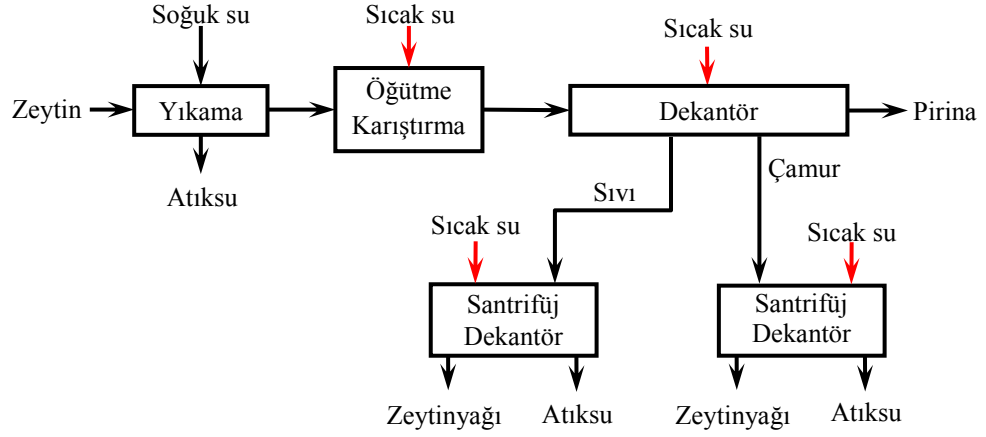 Soğuk su
Sıcak su
Sıcak su
Zeytin
Yıkama
Öğütme
Karıştırma
Dekantör
Pirina
Atıksu
Sıvı
Çamur
Sıcak su
Sıcak su
Santrifüj
Dekantör
Santrifüj
Dekantör
Zeytinyağı
Atıksu
Zeytinyağı
Atıksu